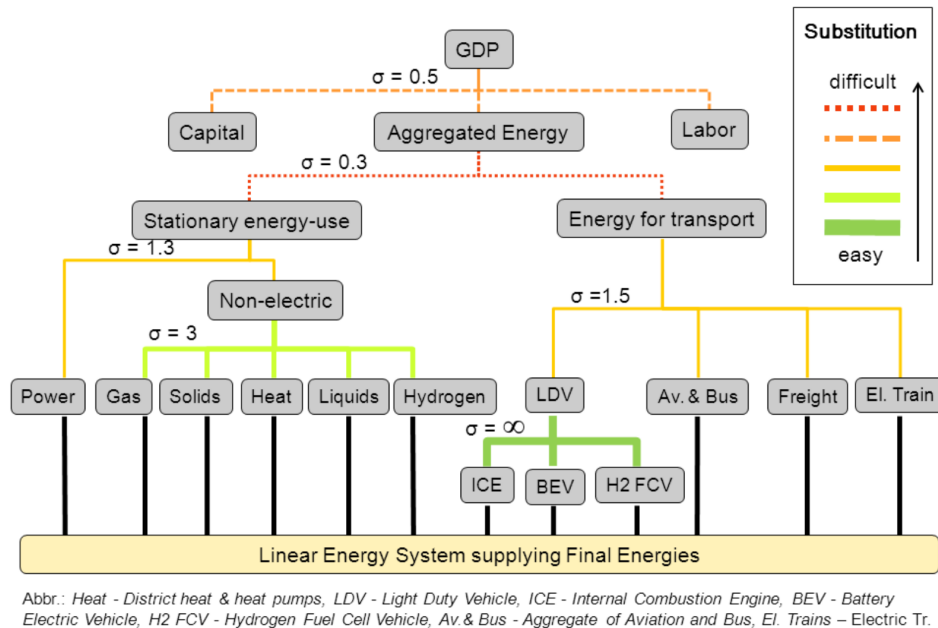 Substitution
difficult
easy
GDP
σ = 0.5
Capital
Aggregated Energy
Labor
σ = 0.3
Stationary energy-use
Energy for transport
σ = 1.3
Non-electric
σ =1.5
σ = 3
Power
Gas
Solids
Heat
Liquids
Hydrogen
LDV
Av. & Bus
Freight
El. Train
σ = ∞
ICE
BEV
H2 FCV
Linear Energy System supplying Final Energies
Abbr.: Heat - District heat & heat pumps, LDV - Light Duty Vehicle, ICE - Internal Combustion Engine, BEV - Battery
Electric Vehicle, H2 FCV - Hydrogen Fuel Cell Vehicle, Av.& Bus - Aggregate of Aviation and Bus, El. Trains – Electric Tr.